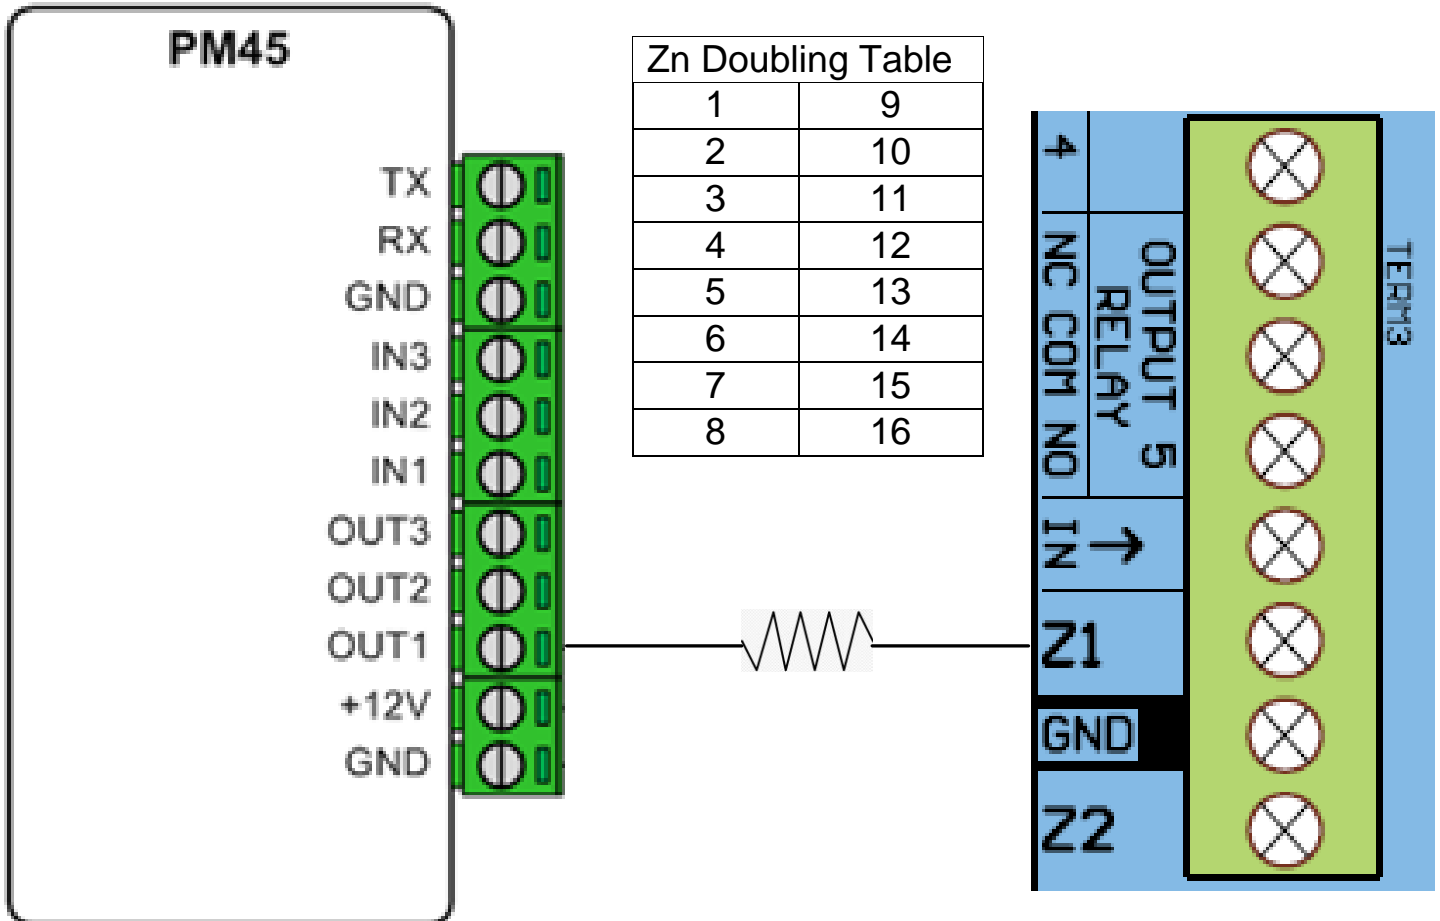 PM45
TX
RX
GND
IN3
IN2
IN1
OUT3
OUT2
OUT1
+12V
GND
Zn Doubling Table
1 9
2 10
3 11
4 12
5 13
6 14
7 15
8 16
4
NC COM NO
RELAY
OUTPUT 5
IN →
Z1
GND
Z2
TERM3